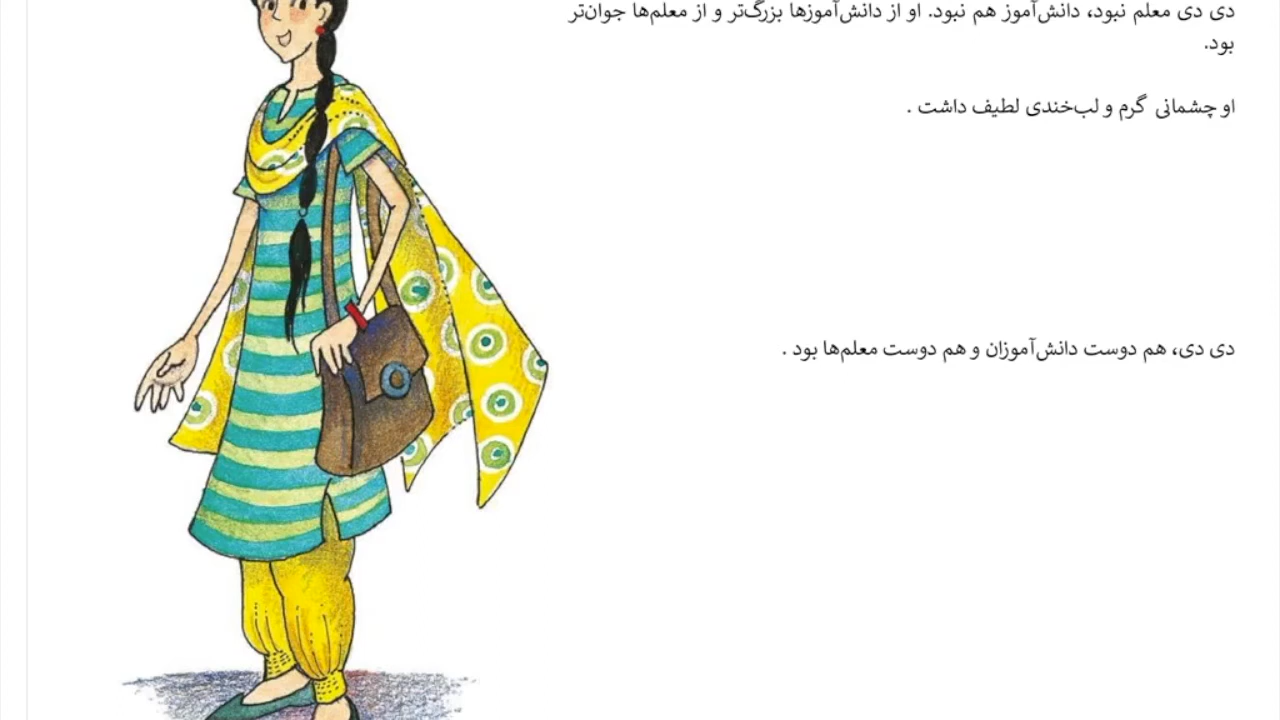 دی دی معلم نبود، دانش‌آموز هم نبود. او از دانش‌آموزها بزرگ‌تر و از معلم‌ها جوان‌تر
بود.
او چشمانی گرم و لب‌خندی لطیف داشت .
دی دی، هم دوست دانش‌آموزان و هم دوست معلم‌ها بود .